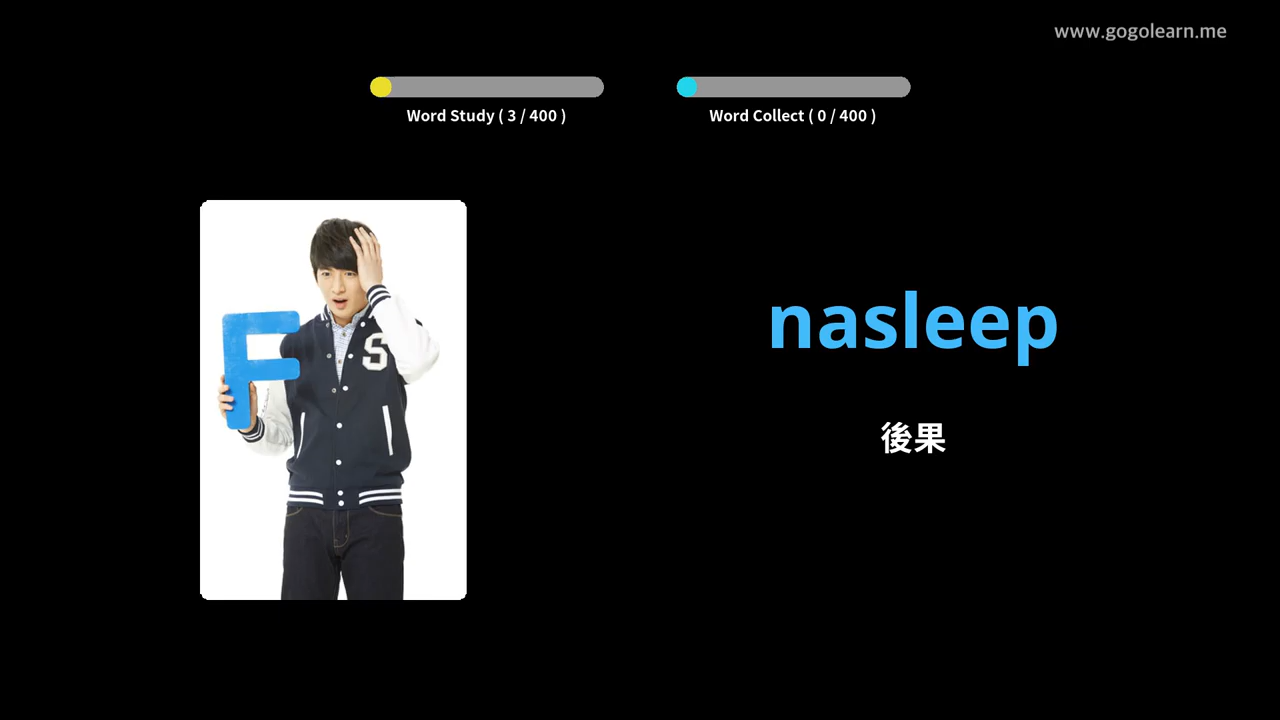 www.gogolearn.me
Word Study ( 3 / 400 )
Word Collect ( 0 / 400 )
F
S
nasleep
後果